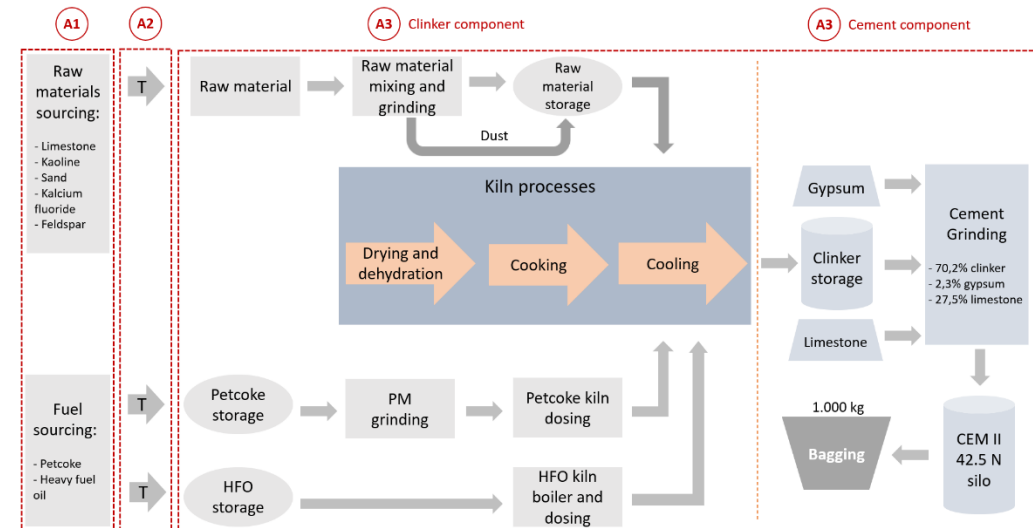 A1
A2
A3 Clinker component
A3 Cement component
Raw
materials
sourcing:
- Limestone
- Kaoline
- Sand
- Kalcium
fluoride
- Feldspar
T
Raw material
Raw material
mixing and
grinding
Raw
material
storage
Dust
Kiln processes
Drying and
dehydration
Cooking
Cooling
Gypsum
Clinker
storage
Limestone
Cement
Grinding
- 70,2% clinker
- 2,3% gypsum
- 27,5% limestone
Fuel
sourcing:
- Petcoke
- Heavy fuel
oil
T
Petcoke
storage
PM
grinding
Petcoke kiln
dosing
T
HFO
storage
HFO kiln
boiler and
dosing
1.000 kg
Bagging
CEM II
42.5 N
silo